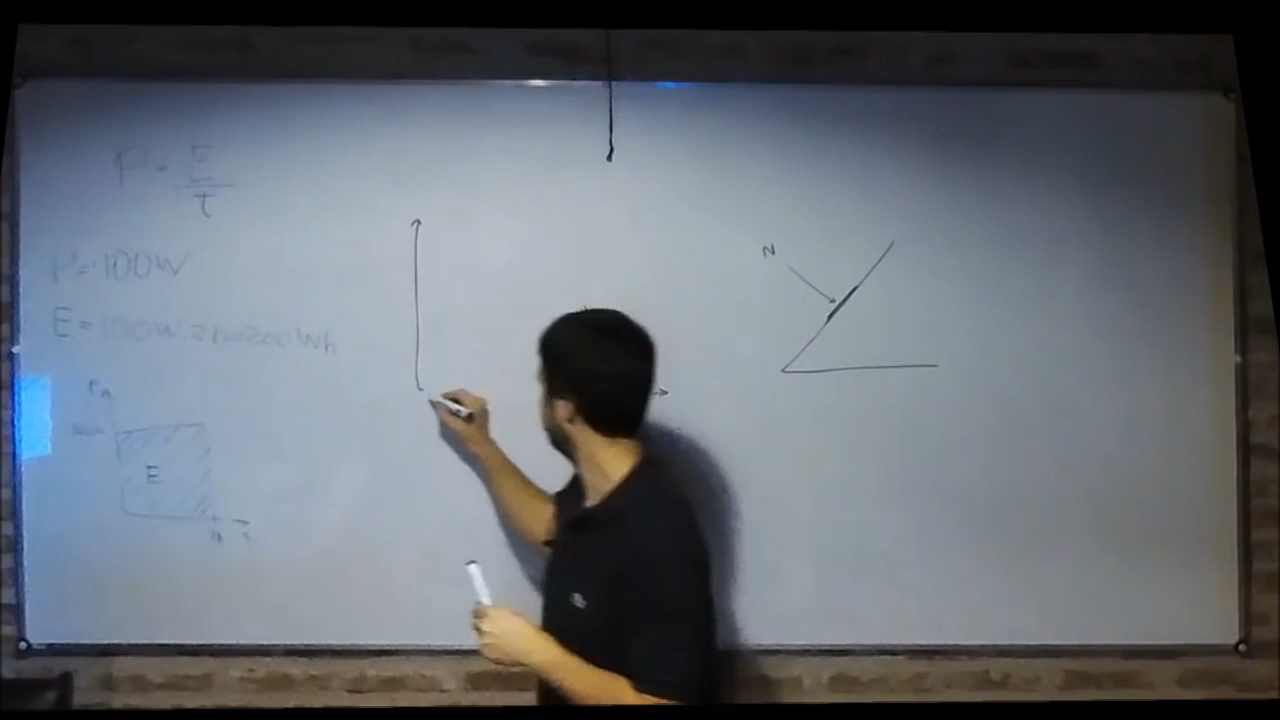 P = E/t
P = 100W
E = 100W.2h=200Wh
E
N